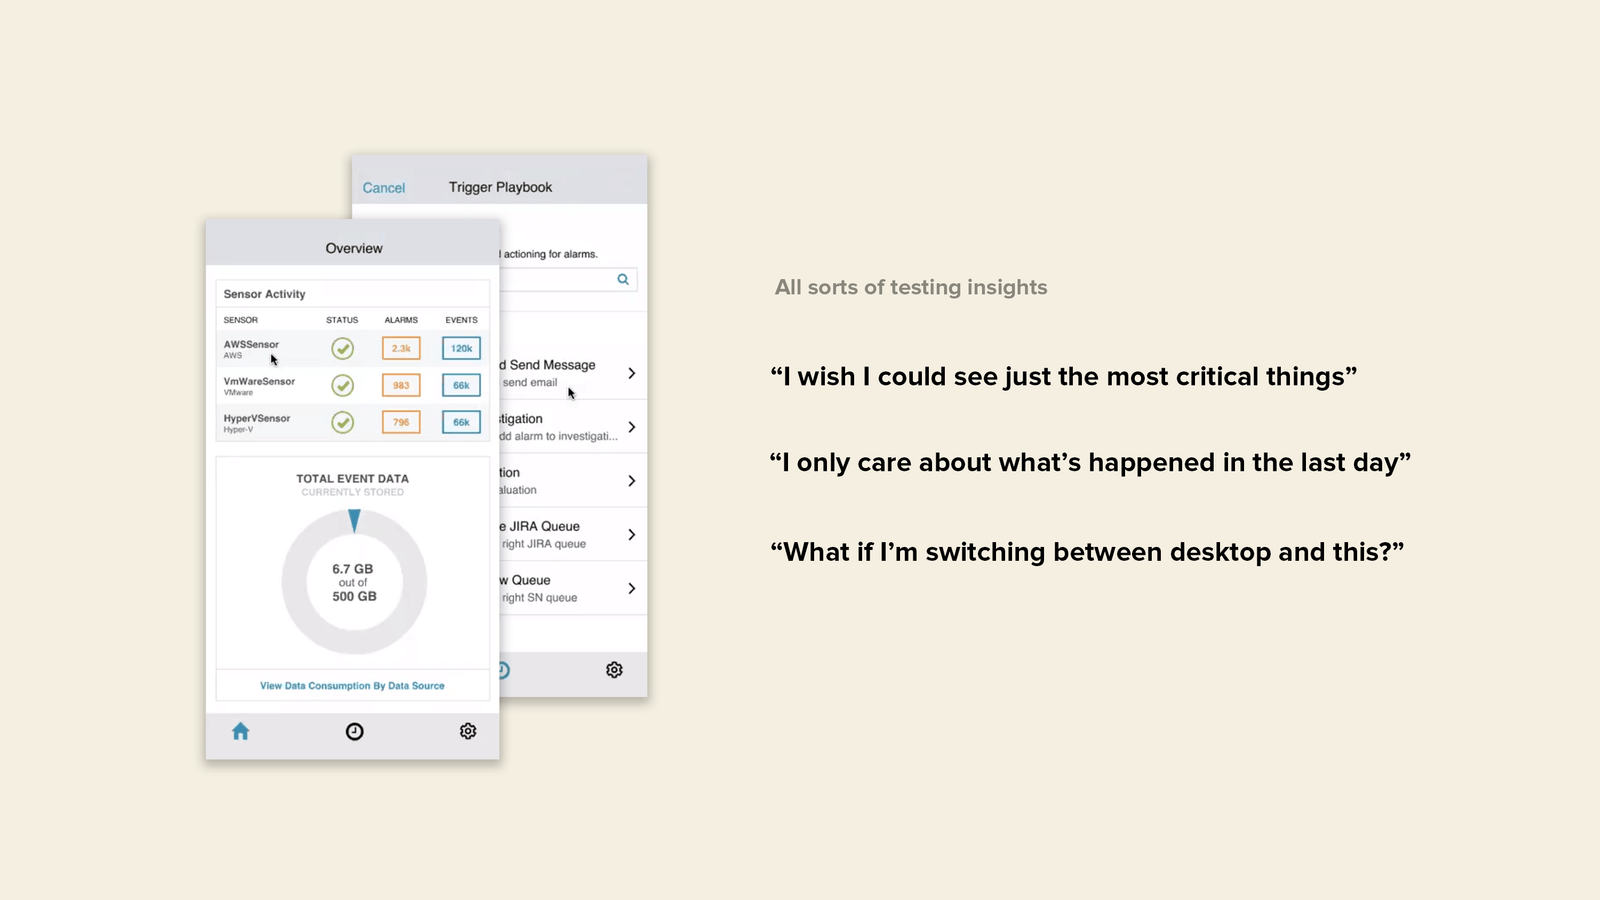 Cancel
Trigger Playbook
actioning for alarms.
Send Message
send email
alarm to investigati...
JIRA Queue
right JIRA queue
Queue
right SN queue
Overview
Sensor Activity
SENSOR STATUS ALARMS EVENTS
AWSSensor
AWS
2.3k 120k
VmWareSensor
VMware
983 66k
HyperVSensor
Hyper-V
796 66k
TOTAL EVENT DATA
CURRENTLY STORED
6.7 GB
out of
500 GB
View Data Consumption By Data Source
All sorts of testing insights
“I wish I could see just the most critical things”
“I only care about what’s happened in the last day”
“What if I’m switching between desktop and this?”